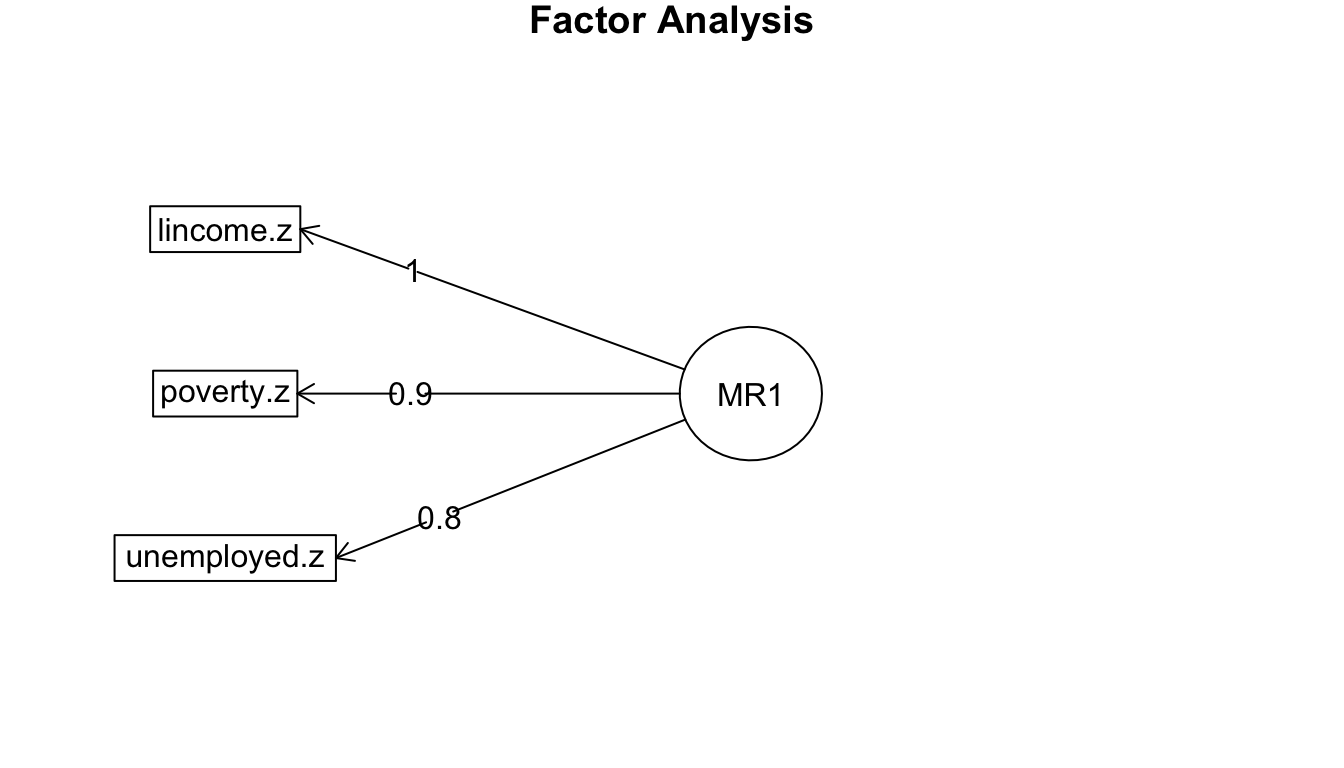 Factor Analysis
lincome.z
1
poverty.z
0.9
MR1
0.8
unemployed.z